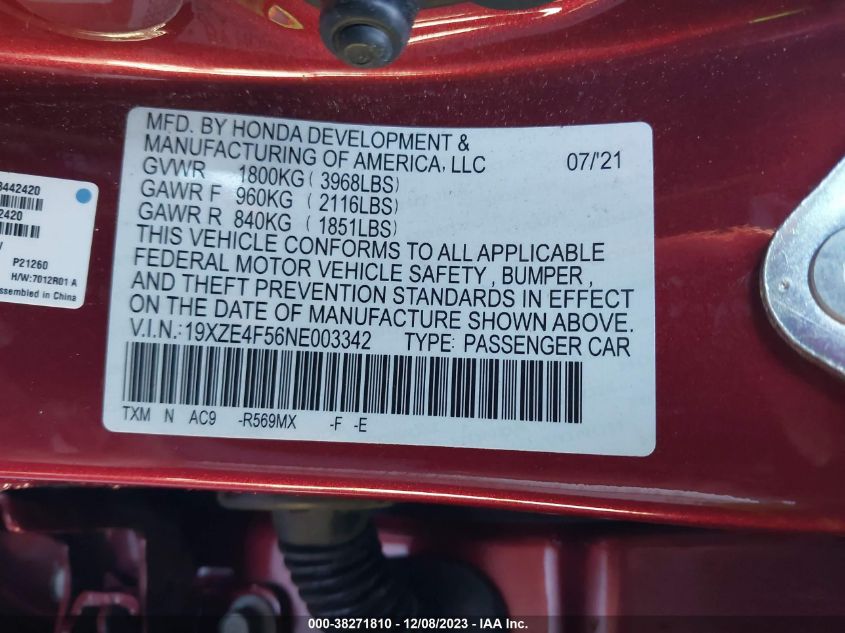 MFD. BY HONDA DEVELOPMENT &
MANUFACTURING OF AMERICA, LLC 07/'21
GVWR 1800KG ( 3968LBS)
GAWR F 960KG ( 2116LBS)
GAWR R 840KG ( 1851LBS)
THIS VEHICLE CONFORMS TO ALL APPLICABLE
FEDERAL MOTOR VEHICLE SAFETY , BUMPER ,
AND THEFT PREVENTION STANDARDS IN EFFECT
ON THE DATE OF MANUFACTURE SHOWN ABOVE.
V.I.N.:19XZE4F56NE003342 TYPE: PASSENGER CAR
TXM N AC9 -R569MX -F -E
P21260
H/W:7012R01 A
Assembled in China
000-38271810 – 12/08/2023 – IAA Inc.